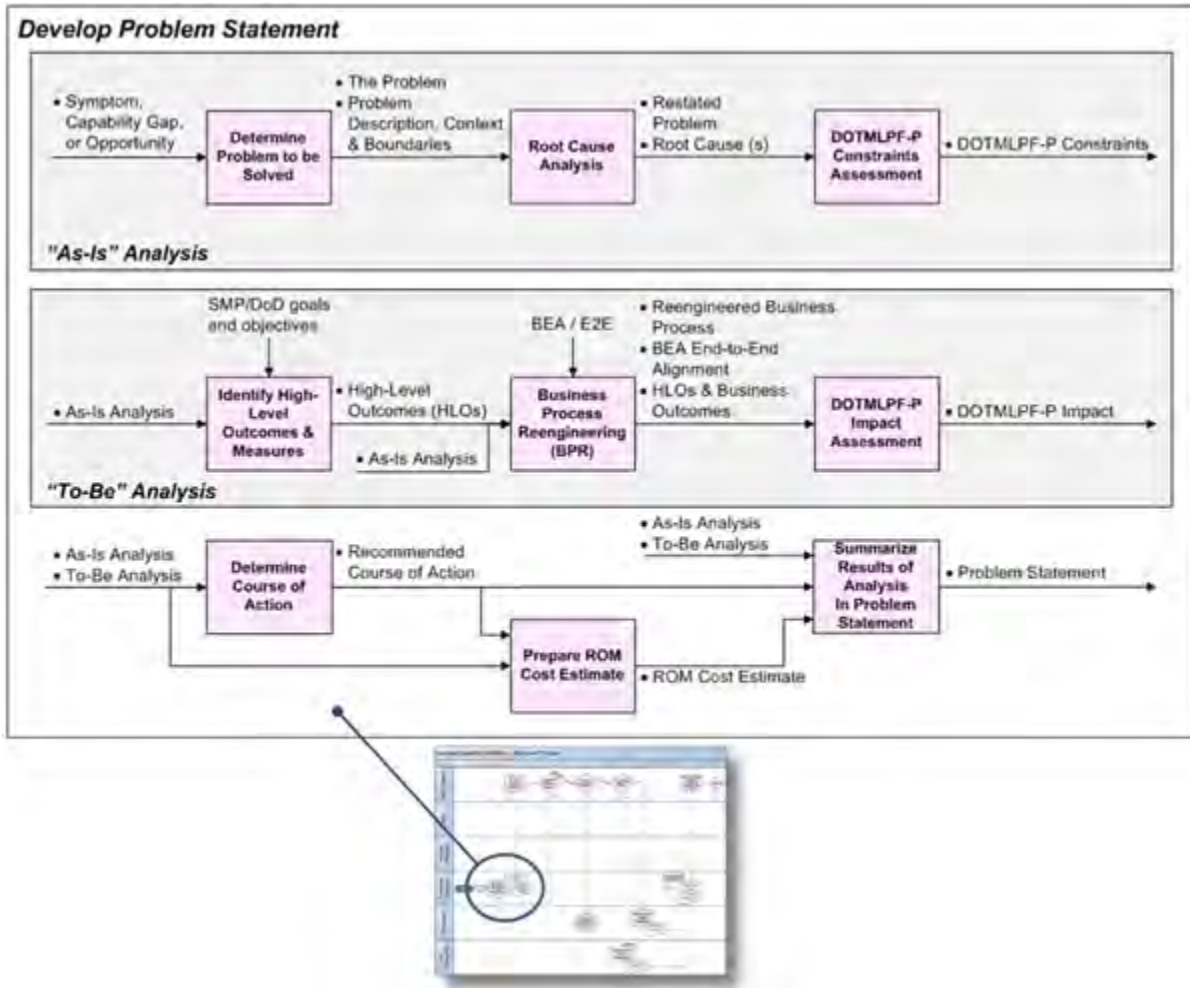 Develop Problem Statement
• Symptom,
Capability Gap,
or Opportunity
Determine
Problem to be
Solved
• The Problem
• Problem
Description, Context
& Boundaries
Root Cause
Analysis
• Restated
Problem
• Root Cause (s)
DOTMLPF-P
Constraints
Assessment
• DOTMLPF-P Constraints
"As-Is" Analysis
SMP/DoD goals
and objectives
• As-Is Analysis
Identify High-
Level
Outcomes &
Measures
• High-Level
Outcomes (HLOs)
• As-Is Analysis
BEA / E2E
Business
Process
Reengineering
(BPR)
• Reengineered Business
Process
• BEA End-to-End
Alignment
• HLOs & Business
Outcomes
DOTMLPF-P
Impact
Assessment
• DOTMLPF-P Impact
"To-Be" Analysis
• As-Is Analysis
• To-Be Analysis
Determine
Course of
Action
• Recommended
Course of Action
Prepare ROM
Cost Estimate
• ROM Cost Estimate
• As-Is Analysis
• To-Be Analysis
Summarize
Results of
Analysis
In Problem
Statement
• Problem Statement